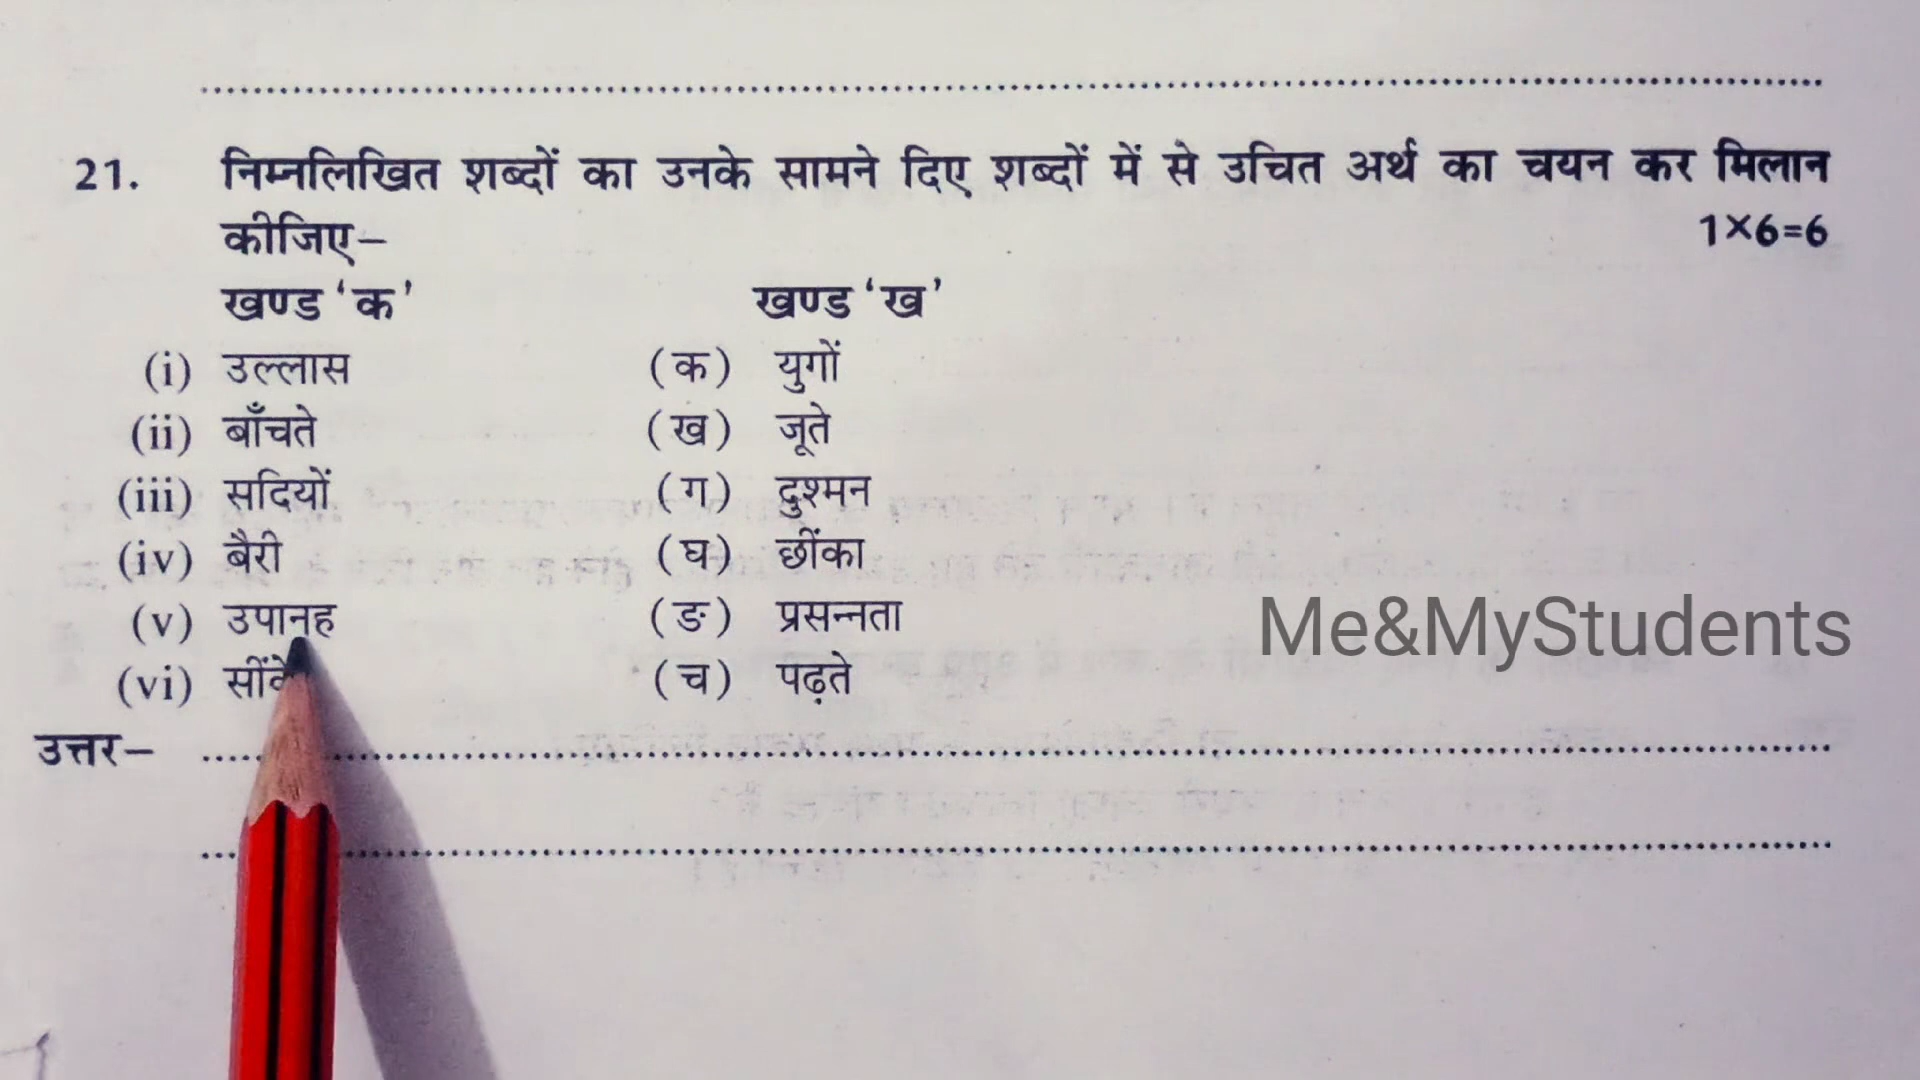 21. निम्नलिखित शब्दों का उनके सामने दिए शब्दों में से उचित अर्थ का चयन कर मिलान
कीजिए– 1×6=6
खण्ड 'क' खण्ड 'ख'
(i) उल्लास (क) युगों
(ii) बाँचते (ख) जूते
(iii) सदियों (ग) दुश्मन
(iv) बैरी (घ) छींका
(v) उपानह (ङ) प्रसन्नता
(vi) (च) पढ़ते
उत्तर–
Me&MyStudents